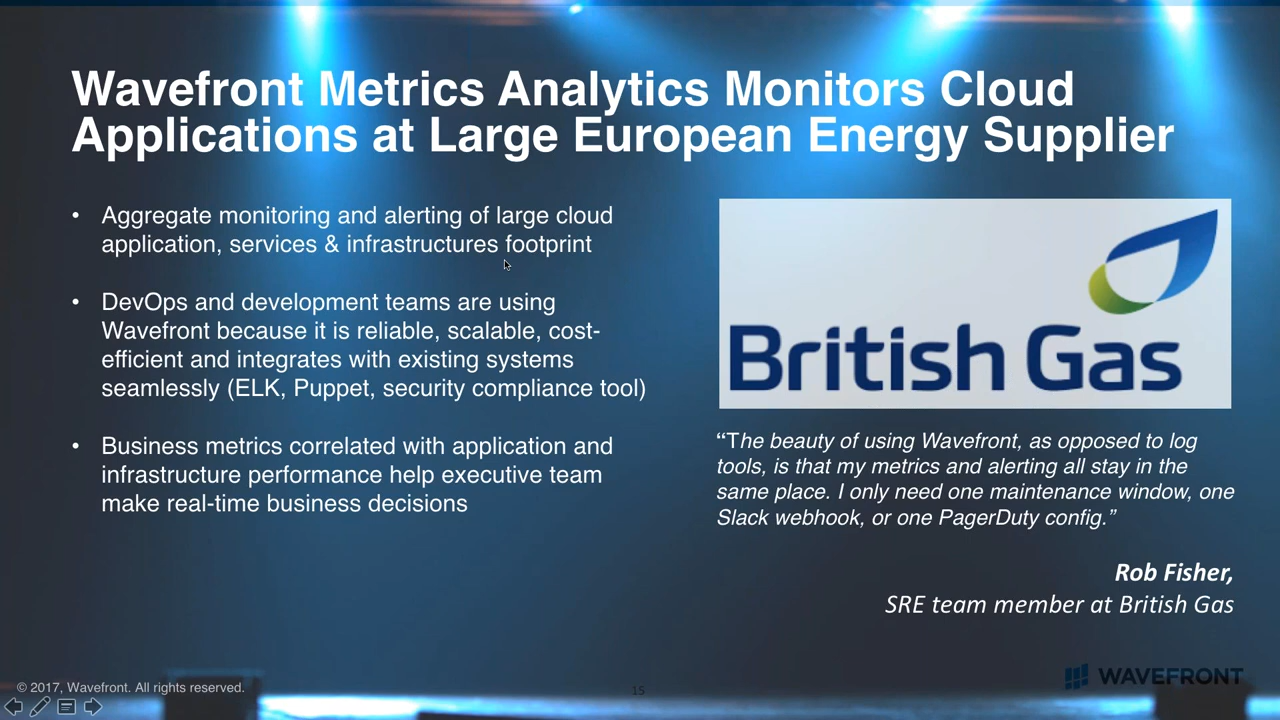 Wavefront Metrics Analytics Monitors Cloud
Applications at Large European Energy Supplier
• Aggregate monitoring and alerting of large cloud
application, services & infrastructures footprint
• DevOps and development teams are using
Wavefront because it is reliable, scalable, cost-
efficient and integrates with existing systems
seamlessly (ELK, Puppet, security compliance tool)
• Business metrics correlated with application and
infrastructure performance help executive team
make real-time business decisions
British Gas
“The beauty of using Wavefront, as opposed to log
tools, is that my metrics and alerting all stay in the
same place. I only need one maintenance window, one
Slack webhook, or one PagerDuty config.”
Rob Fisher,
SRE team member at British Gas
© 2017, Wavefront. All rights reserved.
15
WAVEFRONT